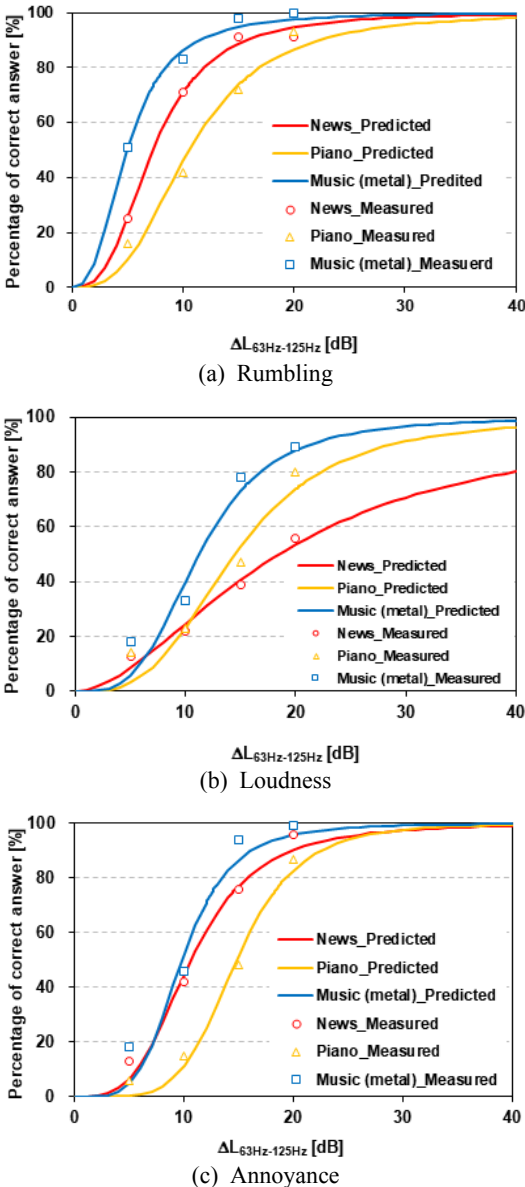 Percentage of correct answer [%]
100
80
60
40
20
0
News_Predicted
Piano_Predicted
Music (metal)_Predited
News_Measured
Piano_Measured
Music (metal)_Measuerd
0 10 20 30 40
ΔL63Hz-125Hz [dB]
(a) Rumbling
Percentage of correct answer [%]
100
80
60
40
20
0
News_Predicted
Piano_Predicted
Music (metal)_Predicted
News_Measured
Piano_Measured
Music (metal)_Measured
0 10 20 30 40
ΔL63Hz-125Hz [dB]
(b) Loudness
Percentage of correct answer [%]
100
80
60
40
20
0
News_Predicted
Piano_Predicted
Music (metal)_Predicted
News_Measured
Piano_Measured
Music (metal)_Measured
0 10 20 30 40
ΔL63Hz-125Hz [dB]
(c) Annoyance